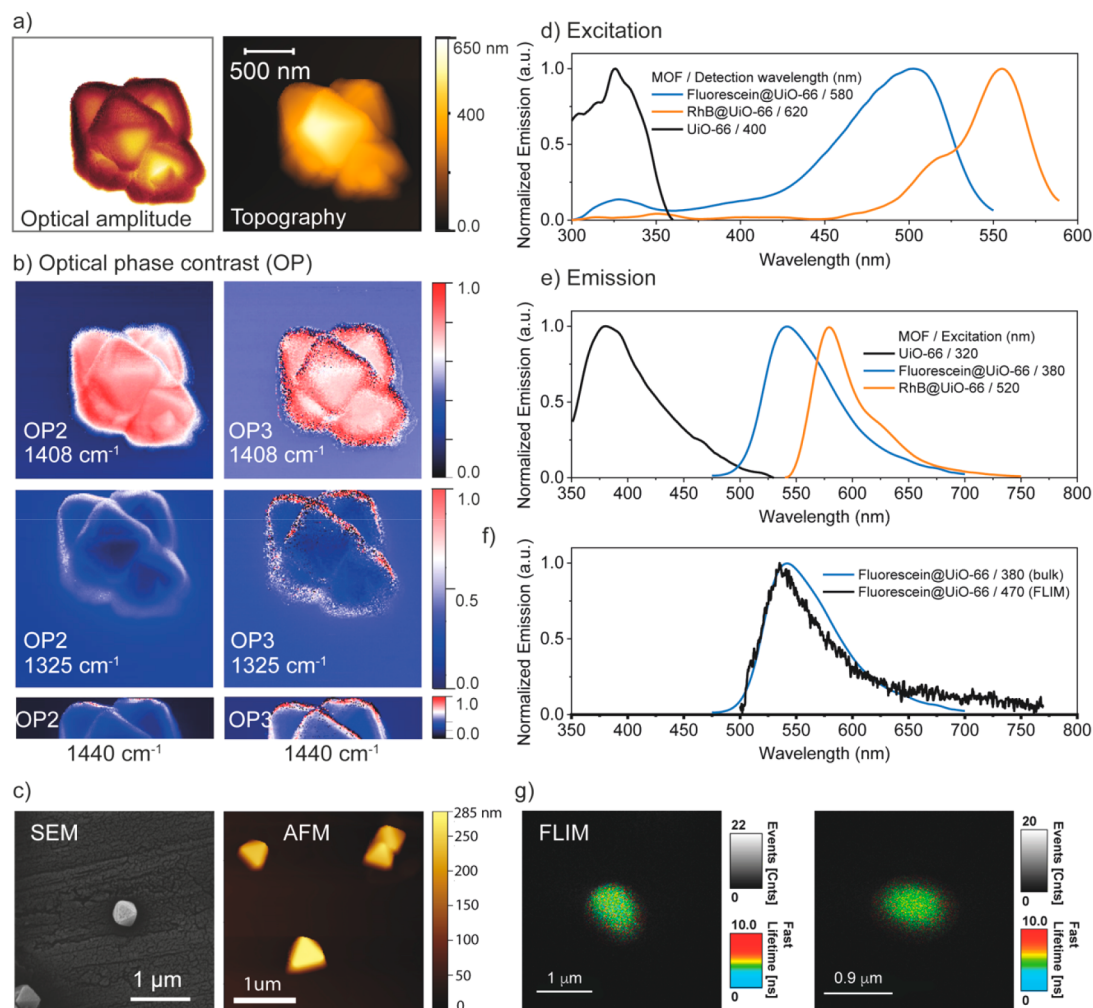 a)
Optical amplitude
500 nm
Topography
650 nm
400
0.0
b) Optical phase contrast (OP)
OP2
1408 cm-1
OP3
1408 cm-1
1.0
0.0
OP2
1325 cm-1
OP3
1325 cm-1
1.0
0.5
0.0
OP2
OP3
1.0
0.0
1440 cm-1
1440 cm-1
c)
SEM
1 µm
AFM
1um
285 nm
250
200
150
100
50
0
d) Excitation
Normalized Emission (a.u.)
1.0
0.5
0.0
MOF / Detection wavelength (nm)
Fluorescein@UiO-66 / 580
RhB@UiO-66 / 620
UiO-66 / 400
300 350 400 450 500 550 600
Wavelength (nm)
e) Emission
Normalized Emission (a.u.)
1.0
0.5
0.0
MOF / Excitation (nm)
UiO-66 / 320
Fluorescein@UiO-66 / 380
RhB@UiO-66 / 520
350 400 450 500 550 600 650 700 750 800
Wavelength (nm)
f)
Normalized Emission (a.u.)
1.0
0.5
0.0
Fluorescein@UiO-66 / 380 (bulk)
Fluorescein@UiO-66 / 470 (FLIM)
350 400 450 500 550 600 650 700 750 800
Wavelength (nm)
g)
FLIM
1 µm
22
0
Events [Cnts]
10.0
0
Fast
Lifetime [ns]
0.9 µm
20
0
Events [Cnts]
10.0
0
Fast
Lifetime [ns]